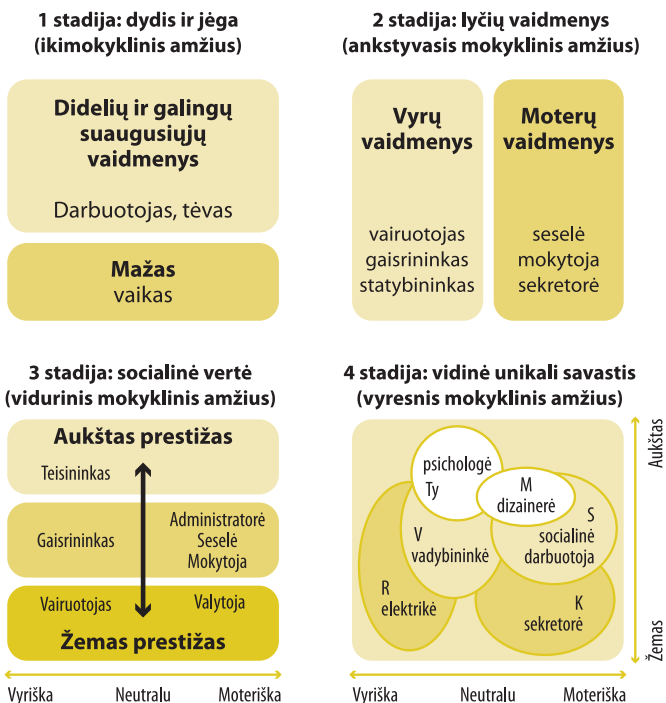 1 stadija: dydis ir jėga
(ikimokyklinis amžius)
Didelių ir galingų
suaugusiųjų
vaidmenys
Darbuotojas, tėvas
Mažas
vaikas
2 stadija: lyčių vaidmenys
(ankstyvasis mokyklinis amžius)
Vyrų
vaidmenys
vairuotojas
gaisrininkas
statybininkas
Moterų
vaidmenys
seselė
mokytoja
sekretorė
3 stadija: socialinė vertė
(vidurinis mokyklinis amžius)
Aukštas prestižas
Teisininkas
Gaisrininkas
Administratorė
Seselė
Mokytoja
Vairuotojas
Valytoja
Žemas prestižas
Vyriška
Neutralu
Moteriška
4 stadija: vidinė unikali savastis
(vyresnis mokyklinis amžius)
psichologė
Ty
M
dizainerė
S
socialinė
darbuotoja
V
vadybininkė
R
elektrikė
K
sekretorė
Aukštas
Žemas
Vyriška
Neutralu
Moteriška